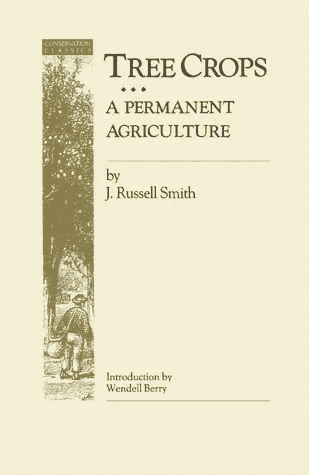 CONSERVATION
CLASSICS
TREE CROPS
•••
A PERMANENT
AGRICULTURE
by
J. Russell Smith
Introduction by
Wendell Berry